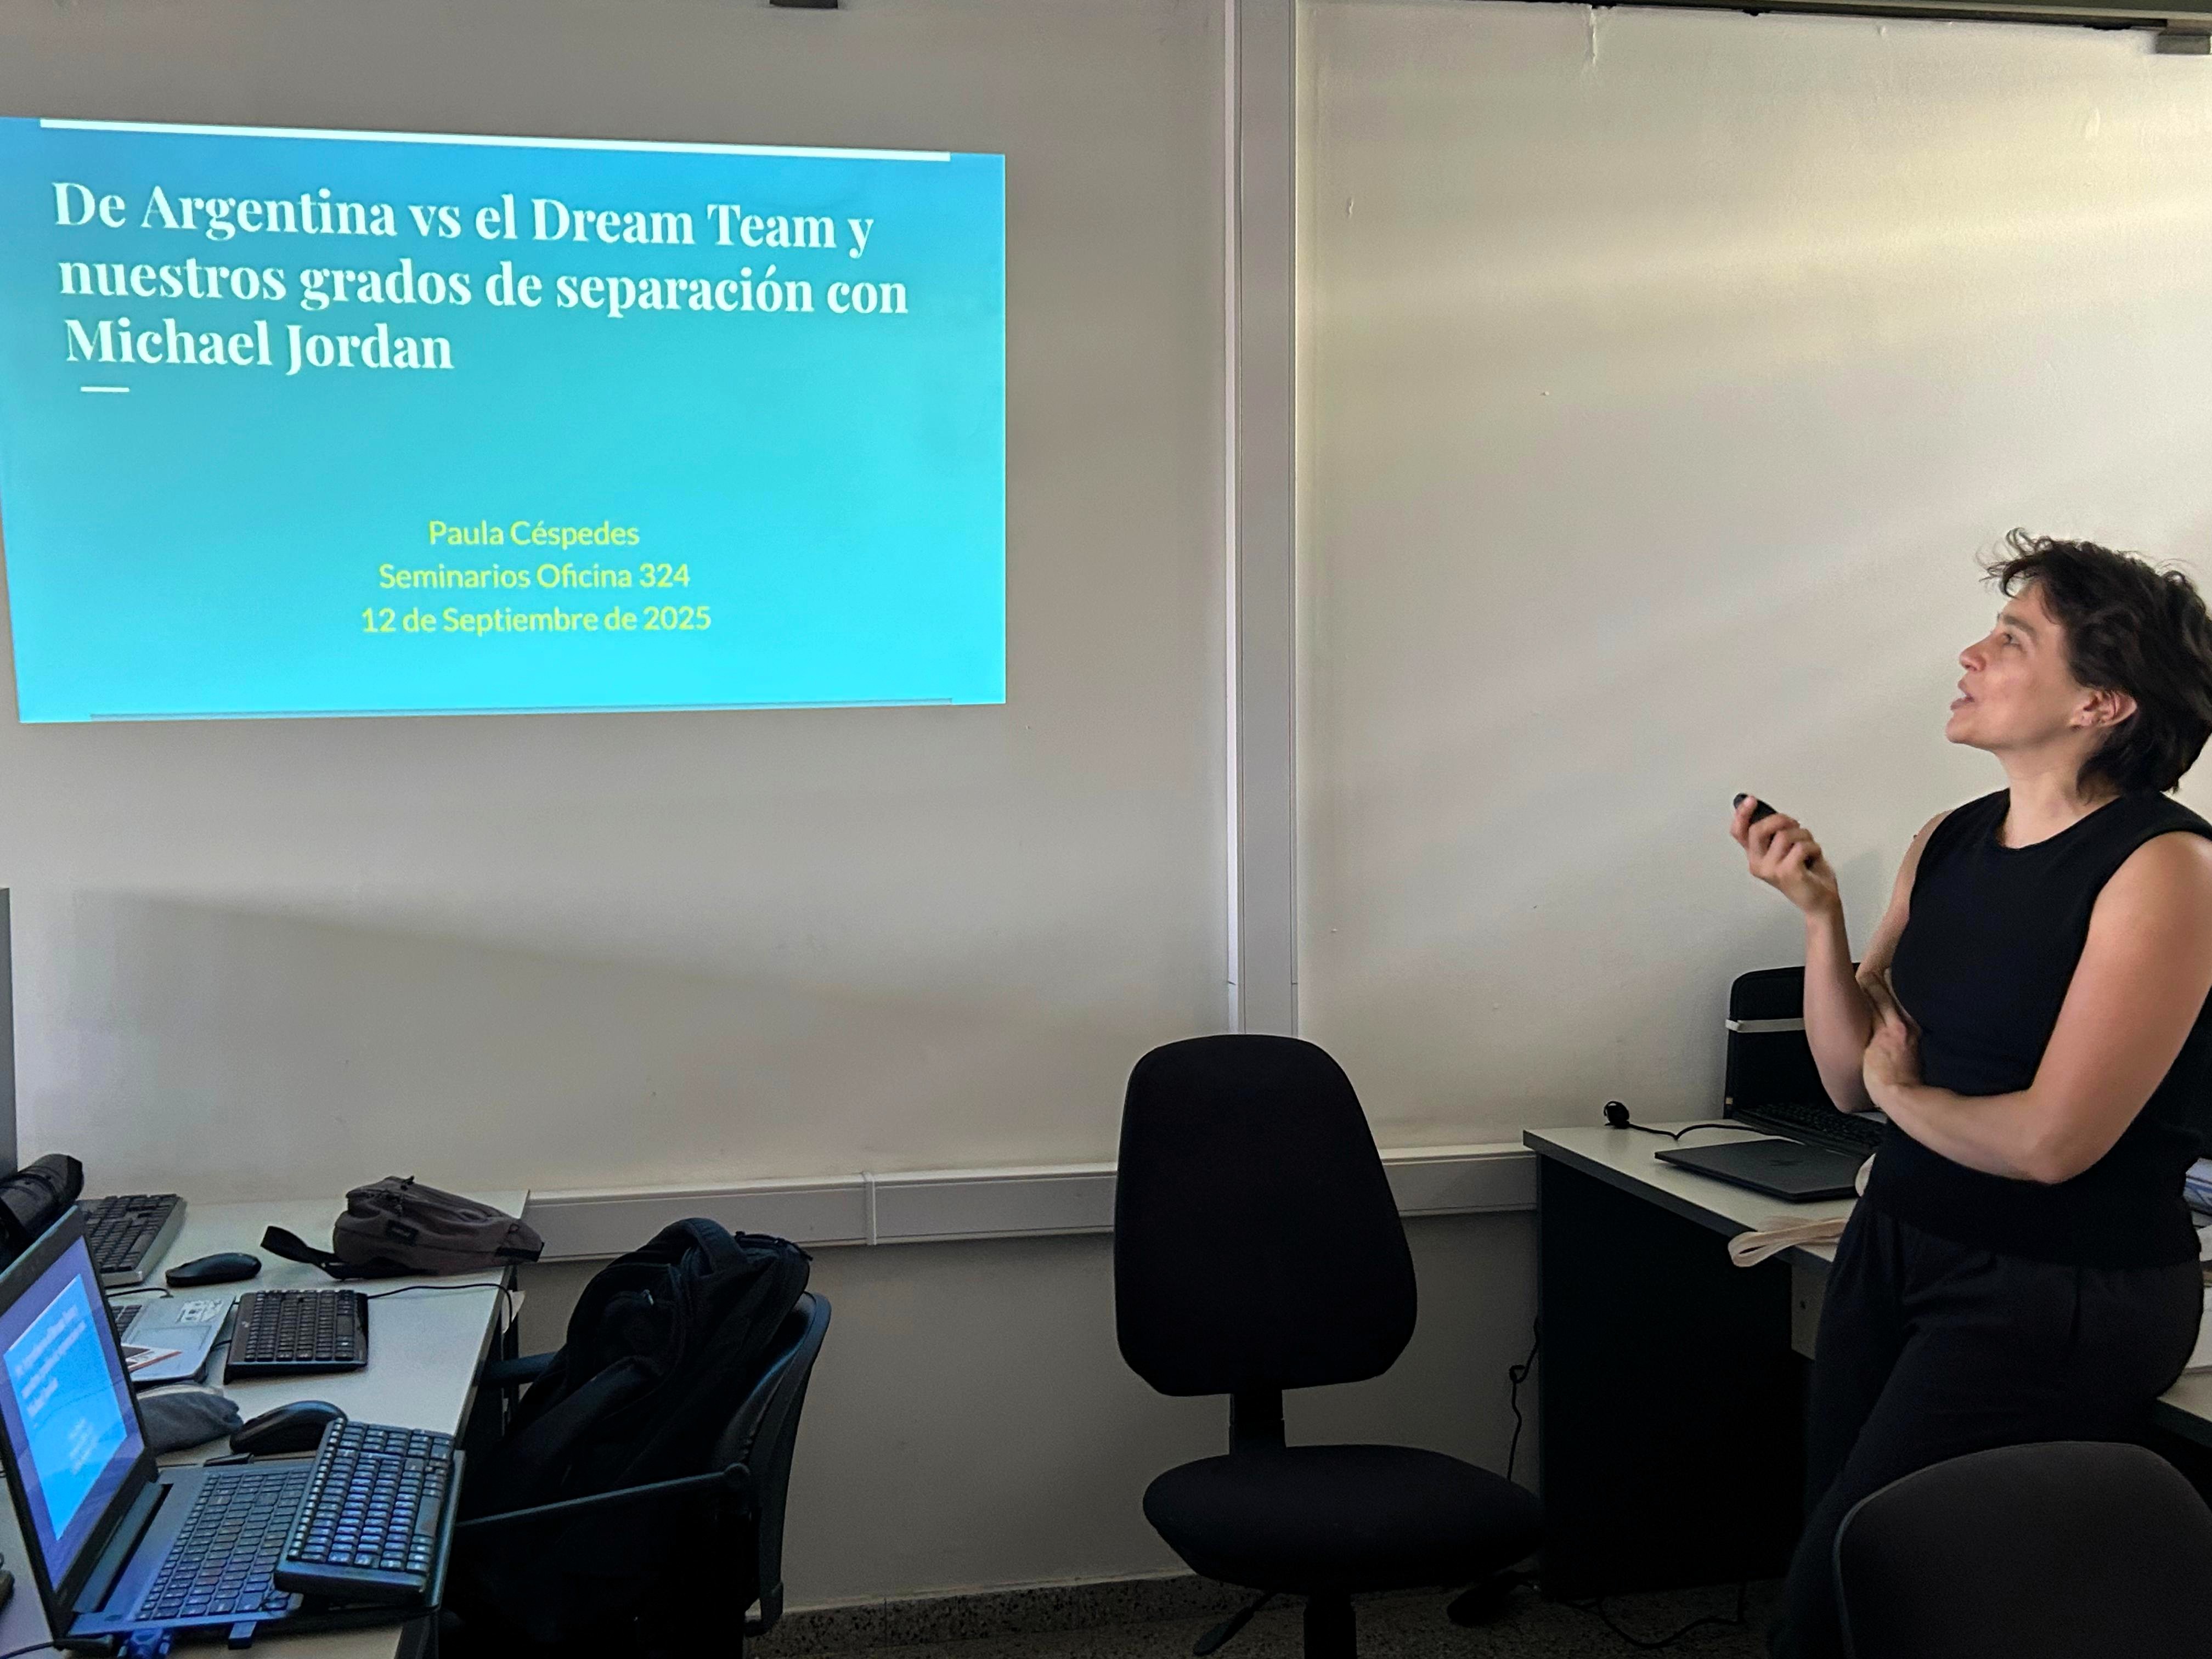 De Argentina vs el Dream Team y
nuestros grados de separación con
Michael Jordan
Paula Céspedes
Seminarios Oficina 324
12 de Septiembre de 2025